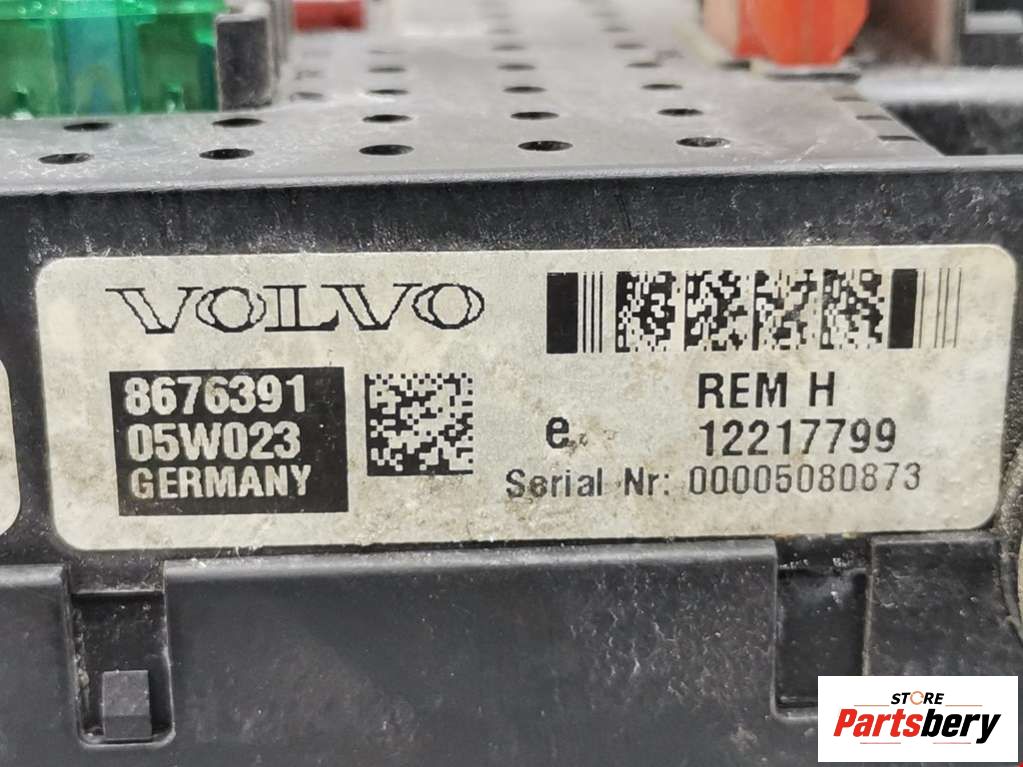 VOLVO
8676391
05W023
GERMANY
REM H
e
12217799
Serial Nr: 00005080873
STORE
Partsbery